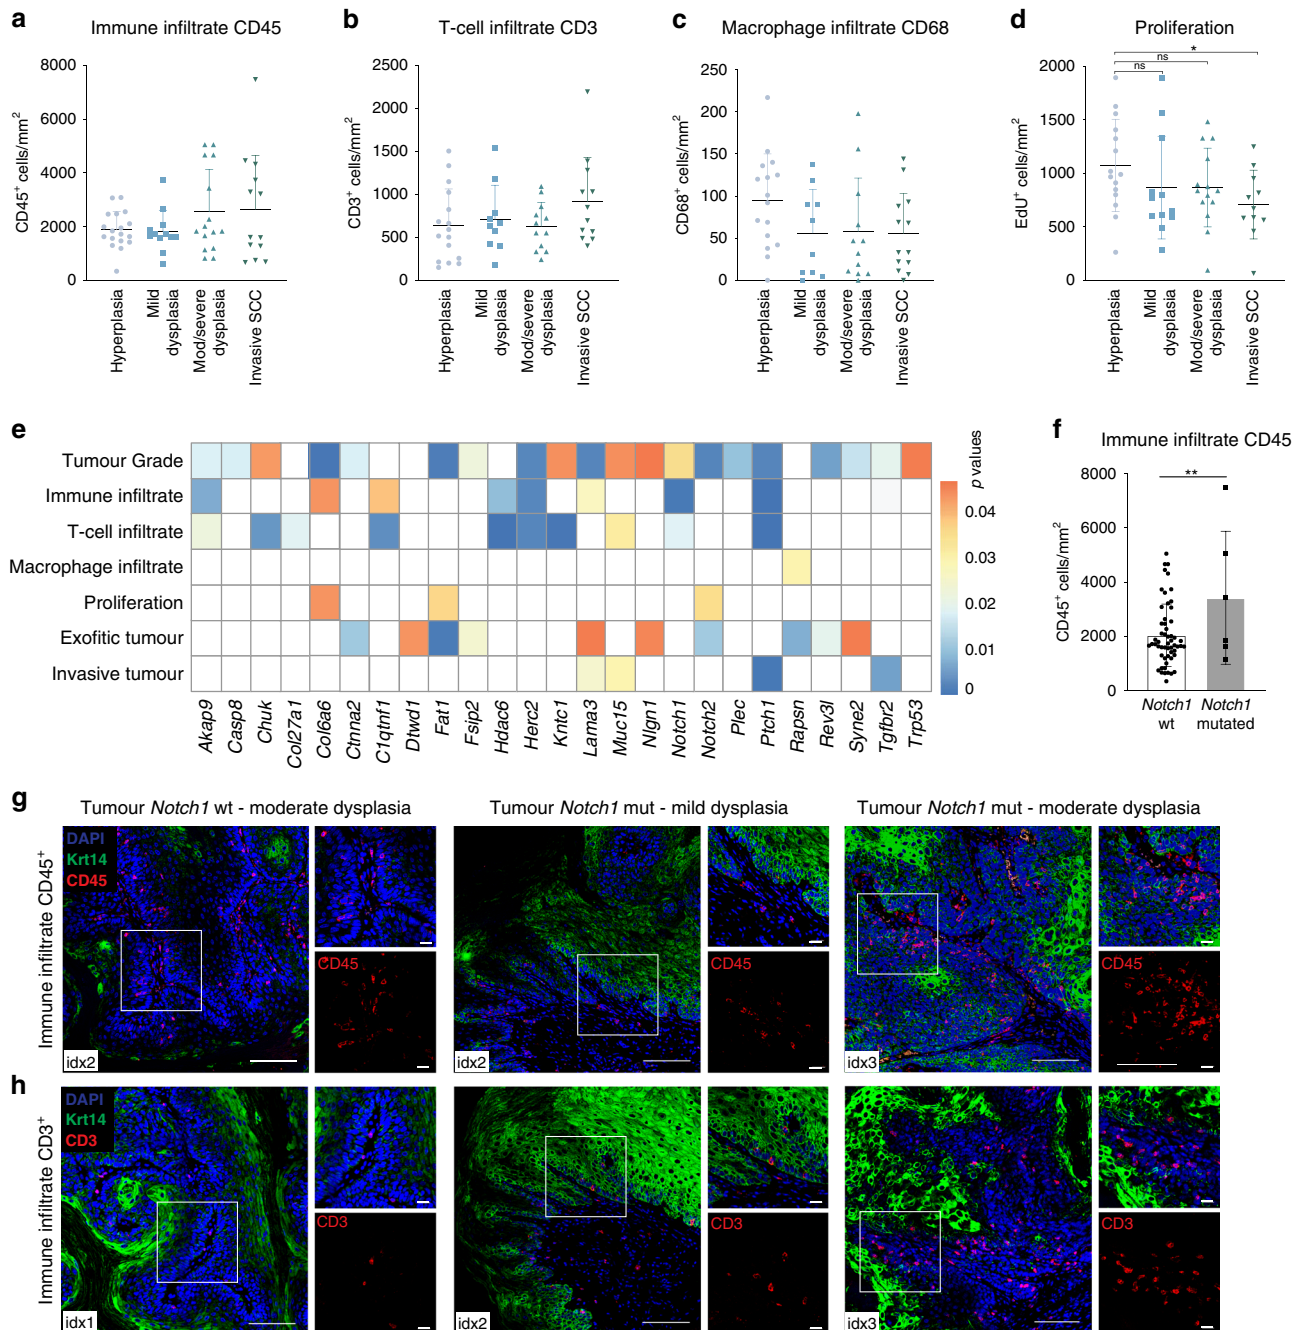 a
Immune infiltrate CD45
CD45+ cells/mm2
8000
6000
4000
2000
0
Hyperplasia
Mild
dysplasia
Mod/severe
dysplasia
Invasive SCC
b
T-cell infiltrate CD3
CD3+ cells/mm2
2500
2000
1500
1000
500
0
Hyperplasia
Mild
dysplasia
Mod/severe
dysplasia
Invasive SCC
c
Macrophage infiltrate CD68
CD68+ cells/mm2
250
200
150
100
50
0
Hyperplasia
Mild
dysplasia
Mod/severe
dysplasia
Invasive SCC
d
Proliferation
*
ns
ns
EdU+ cells/mm2
2000
1500
1000
500
0
Hyperplasia
Mild
dysplasia
Mod/severe
dysplasia
Invasive SCC
e
Tumour Grade
Immune infiltrate
T-cell infiltrate
Macrophage infiltrate
Proliferation
Exofitic tumour
Invasive tumour
Akap9
Casp8
Chuk
Col27a1
Col6a6
Ctnna2
C1qtnf1
Dtwd1
Fat1
Fsip2
Hdac6
Herc2
Kntc1
Lama3
Muc15
Nlgn1
Notch1
Notch2
Plec
Ptch1
Rapsn
Rev3l
Syne2
Tgfbr2
Trp53
p values
0.04
0.03
0.02
0.01
0
f
Immune infiltrate CD45
**
CD45+ cells/mm2
8000
6000
4000
2000
0
Notch1
wt
Notch1
mutated
g
Tumour Notch1 wt - moderate dysplasia
Tumour Notch1 mut - mild dysplasia
Tumour Notch1 mut - moderate dysplasia
Immune infiltrate CD45+
DAPI
Krt14
CD45
idx2
CD45
idx2
CD45
idx3
CD45
h
Immune infiltrate CD3+
DAPI
Krt14
CD3
idx1
CD3
idx2
CD3
idx3
CD3